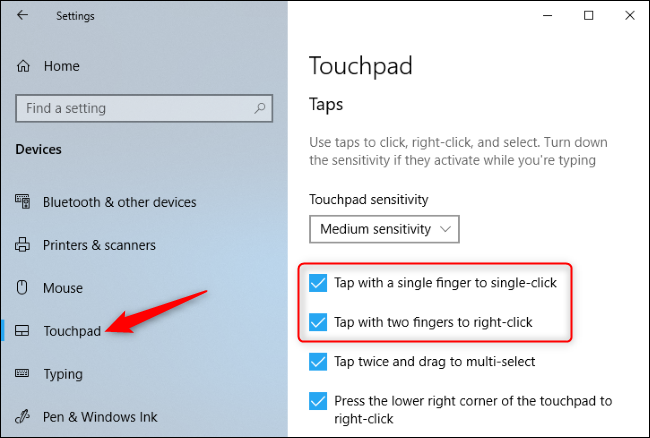 Settings
Home
Find a setting
Devices
Bluetooth & other devices
Printers & scanners
Mouse
Touchpad
Typing
Pen & Windows Ink
Touchpad
Taps
Use taps to click, right-click, and select. Turn down
the sensitivity if they activate while you're typing
Touchpad sensitivity
Medium sensitivity
Tap with a single finger to single-click
Tap with two fingers to right-click
Tap twice and drag to multi-select
Press the lower right corner of the touchpad to
right-click